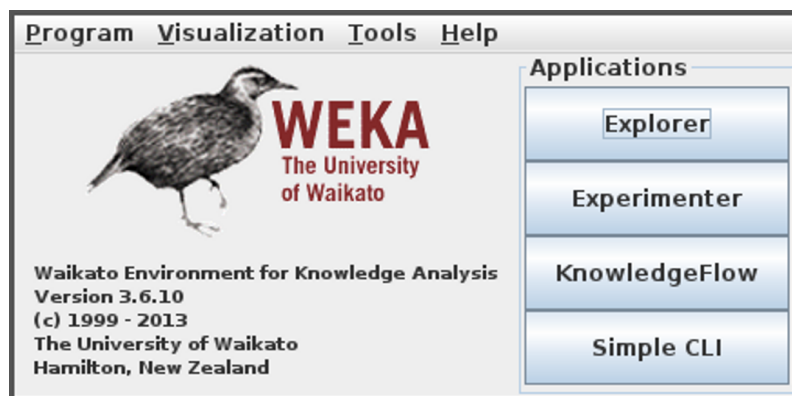 Program Visualization Tools Help
WEKA
The University
of Waikato
Waikato Environment for Knowledge Analysis
Version 3.6.10
(c) 1999 - 2013
The University of Waikato
Hamilton, New Zealand
Applications
Explorer
Experimenter
KnowledgeFlow
Simple CLI